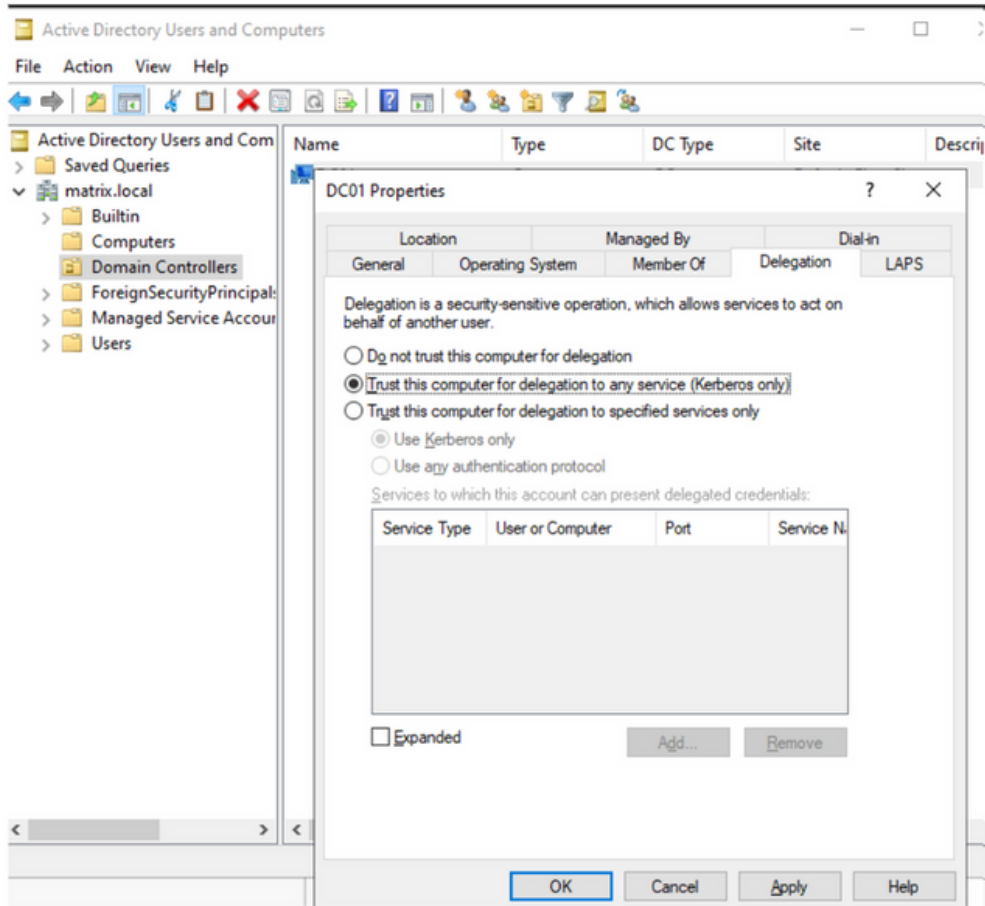 Active Directory Users and Computers
File Action View Help
Active Directory Users and Com
Saved Queries
matrix.local
Builtin
Computers
Domain Controllers
ForeignSecurityPrincipals
Managed Service Accour
Users
Name Type DC Type Site Descrip
DC01 Properties ? ×
Location Managed By Dial-in
General Operating System Member Of Delegation LAPS
Delegation is a security-sensitive operation, which allows services to act on
behalf of another user.
Do not trust this computer for delegation
Trust this computer for delegation to any service (Kerberos only)
Trust this computer for delegation to specified services only
Use Kerberos only
Use any authentication protocol
Services to which this account can present delegated credentials:
Service Type User or Computer Port Service Na
Expanded
Add... Remove
OK Cancel Apply Help